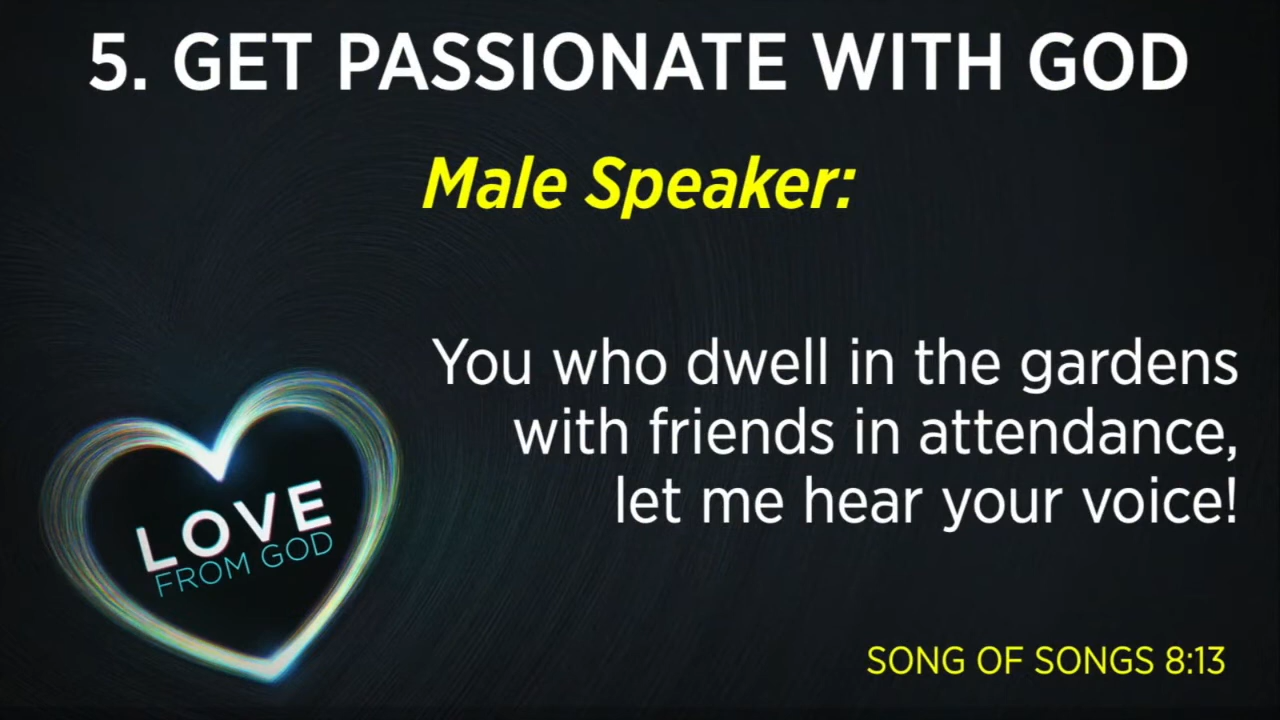 5. GET PASSIONATE WITH GOD
Male Speaker:
You who dwell in the gardens
with friends in attendance,
let me hear your voice!
LOVE
FROM GOD
SONG OF SONGS 8:13